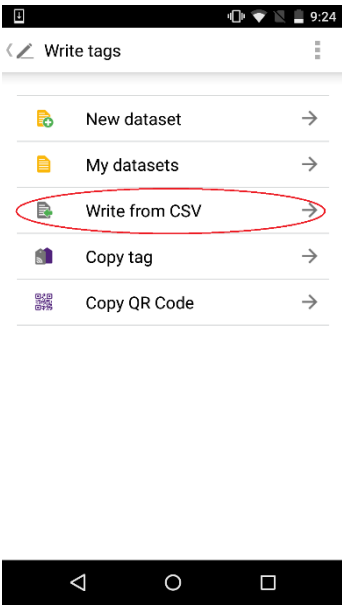 9:24
Write tags
New dataset
My datasets
Write from CSV
Copy tag
Copy QR Code